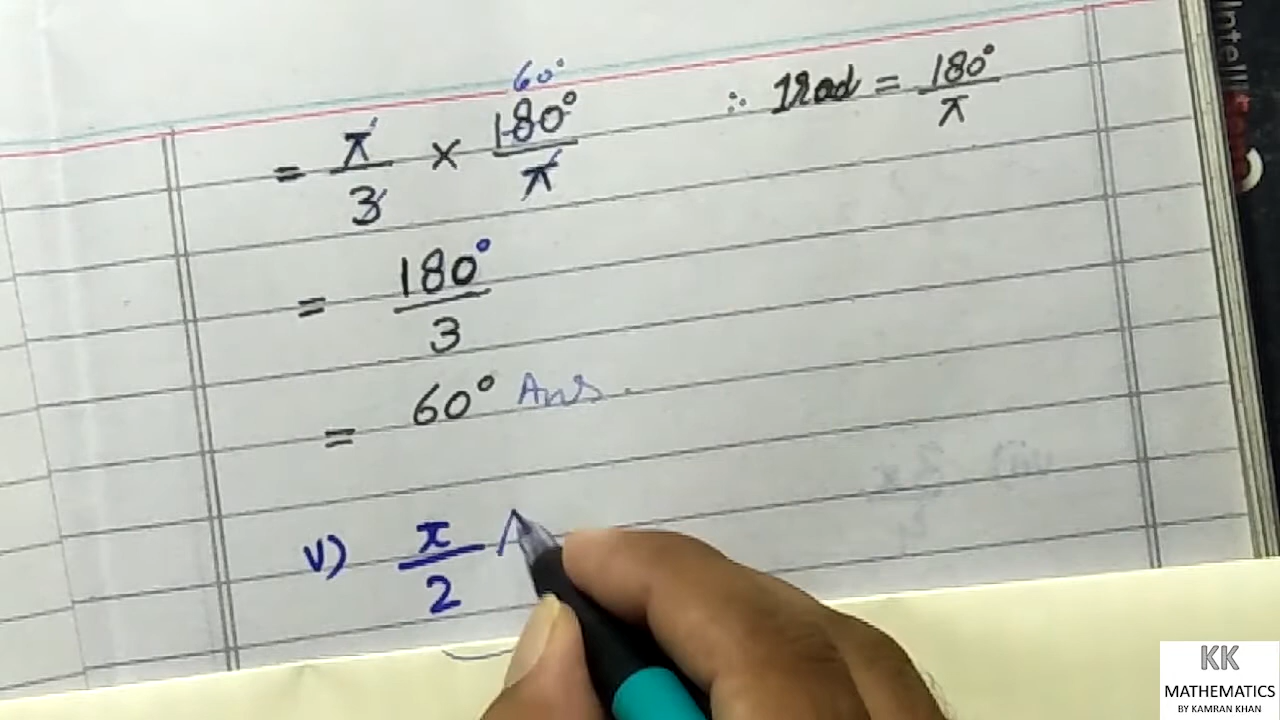 60°
= π/3 × 180°/π ∴ 1rad = 180°/π
= 180°/3
= 60° Ans.
v) π/2
KK
MATHEMATICS
BY KAMRAN KHAN